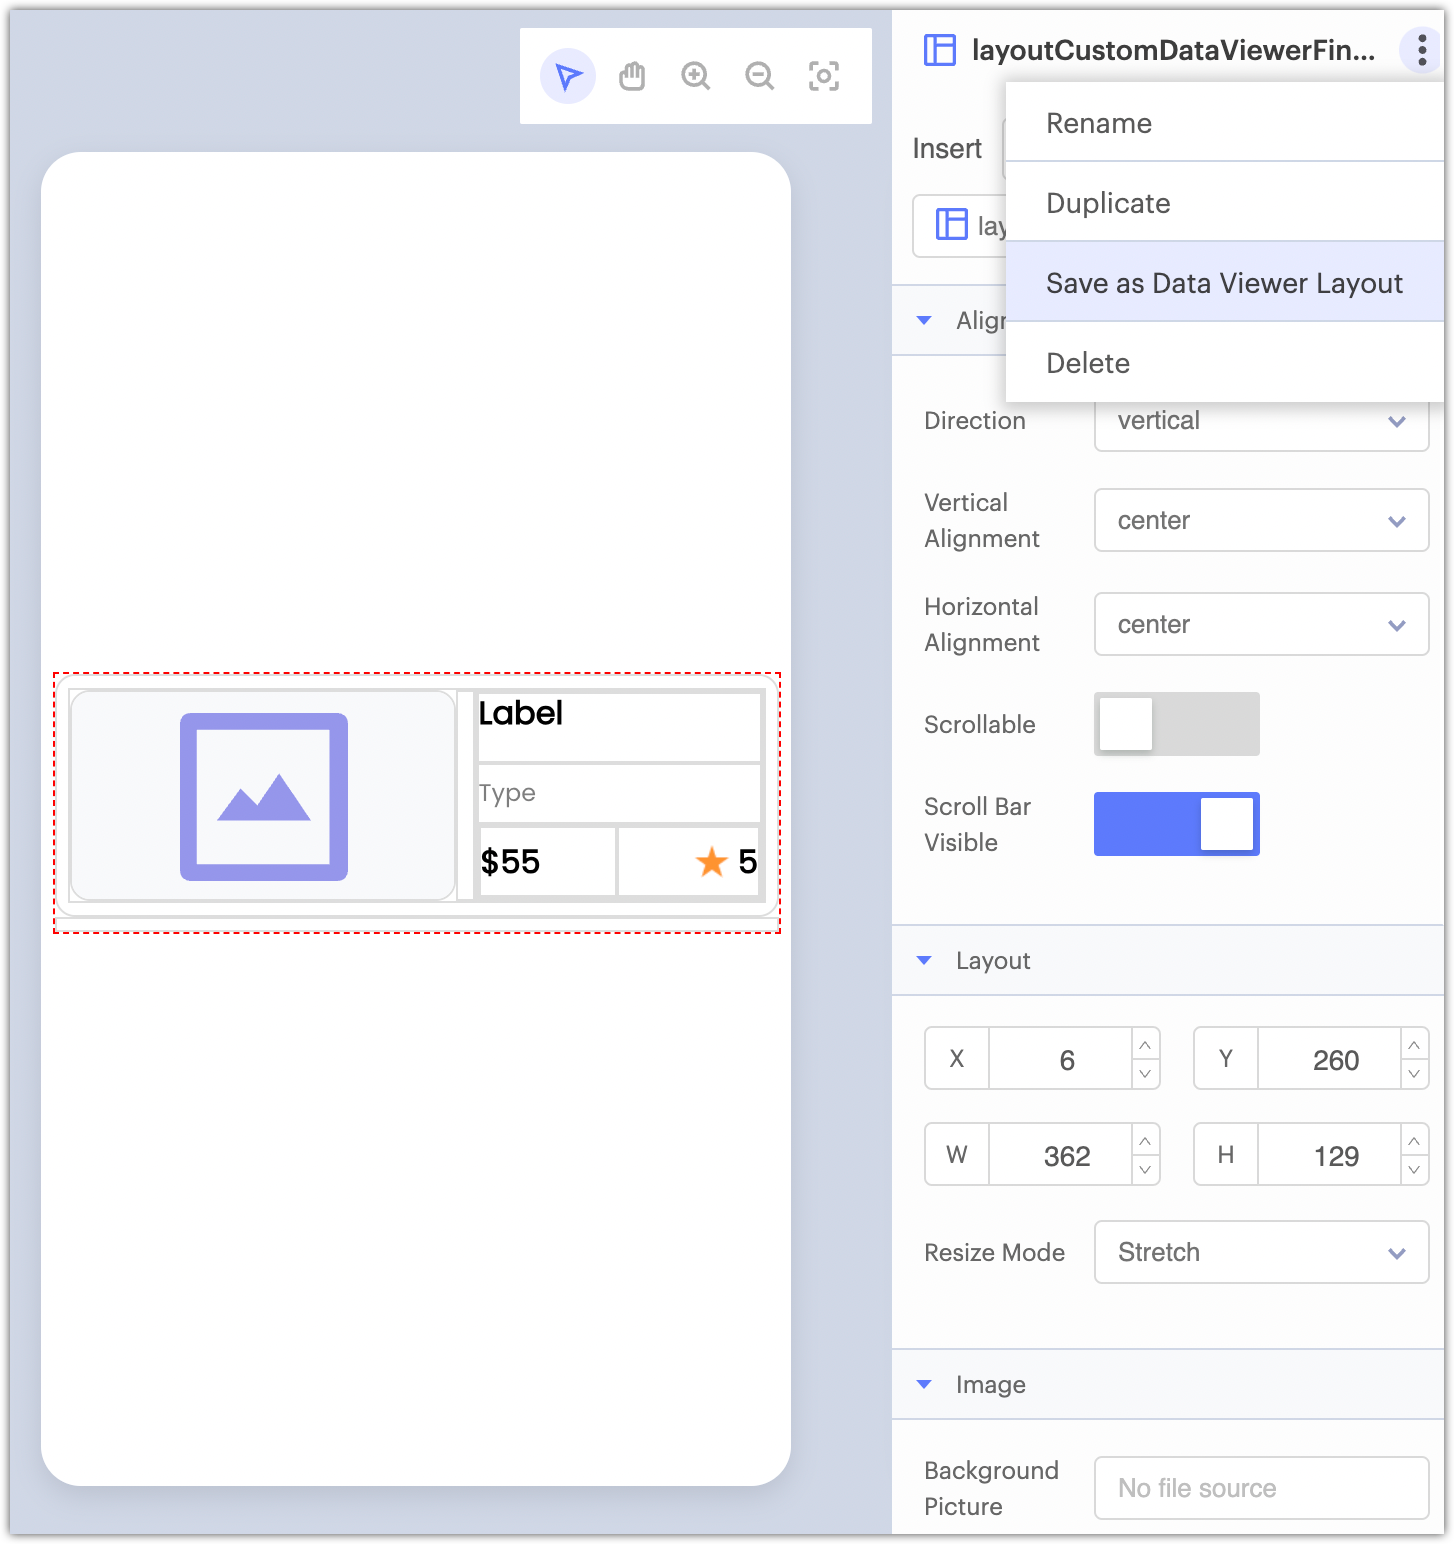 layoutCustomDataViewerFin...
Rename
Insert
Duplicate
lay
Save as Data Viewer Layout
Align
Delete
Direction
vertical
Vertical
Alignment
center
Horizontal
Alignment
center
Scrollable
Scroll Bar
Visible
Label
Type
$55
5
Layout
X 6 Y 260
W 362 H 129
Resize Mode
Stretch
Image
Background
Picture
No file source